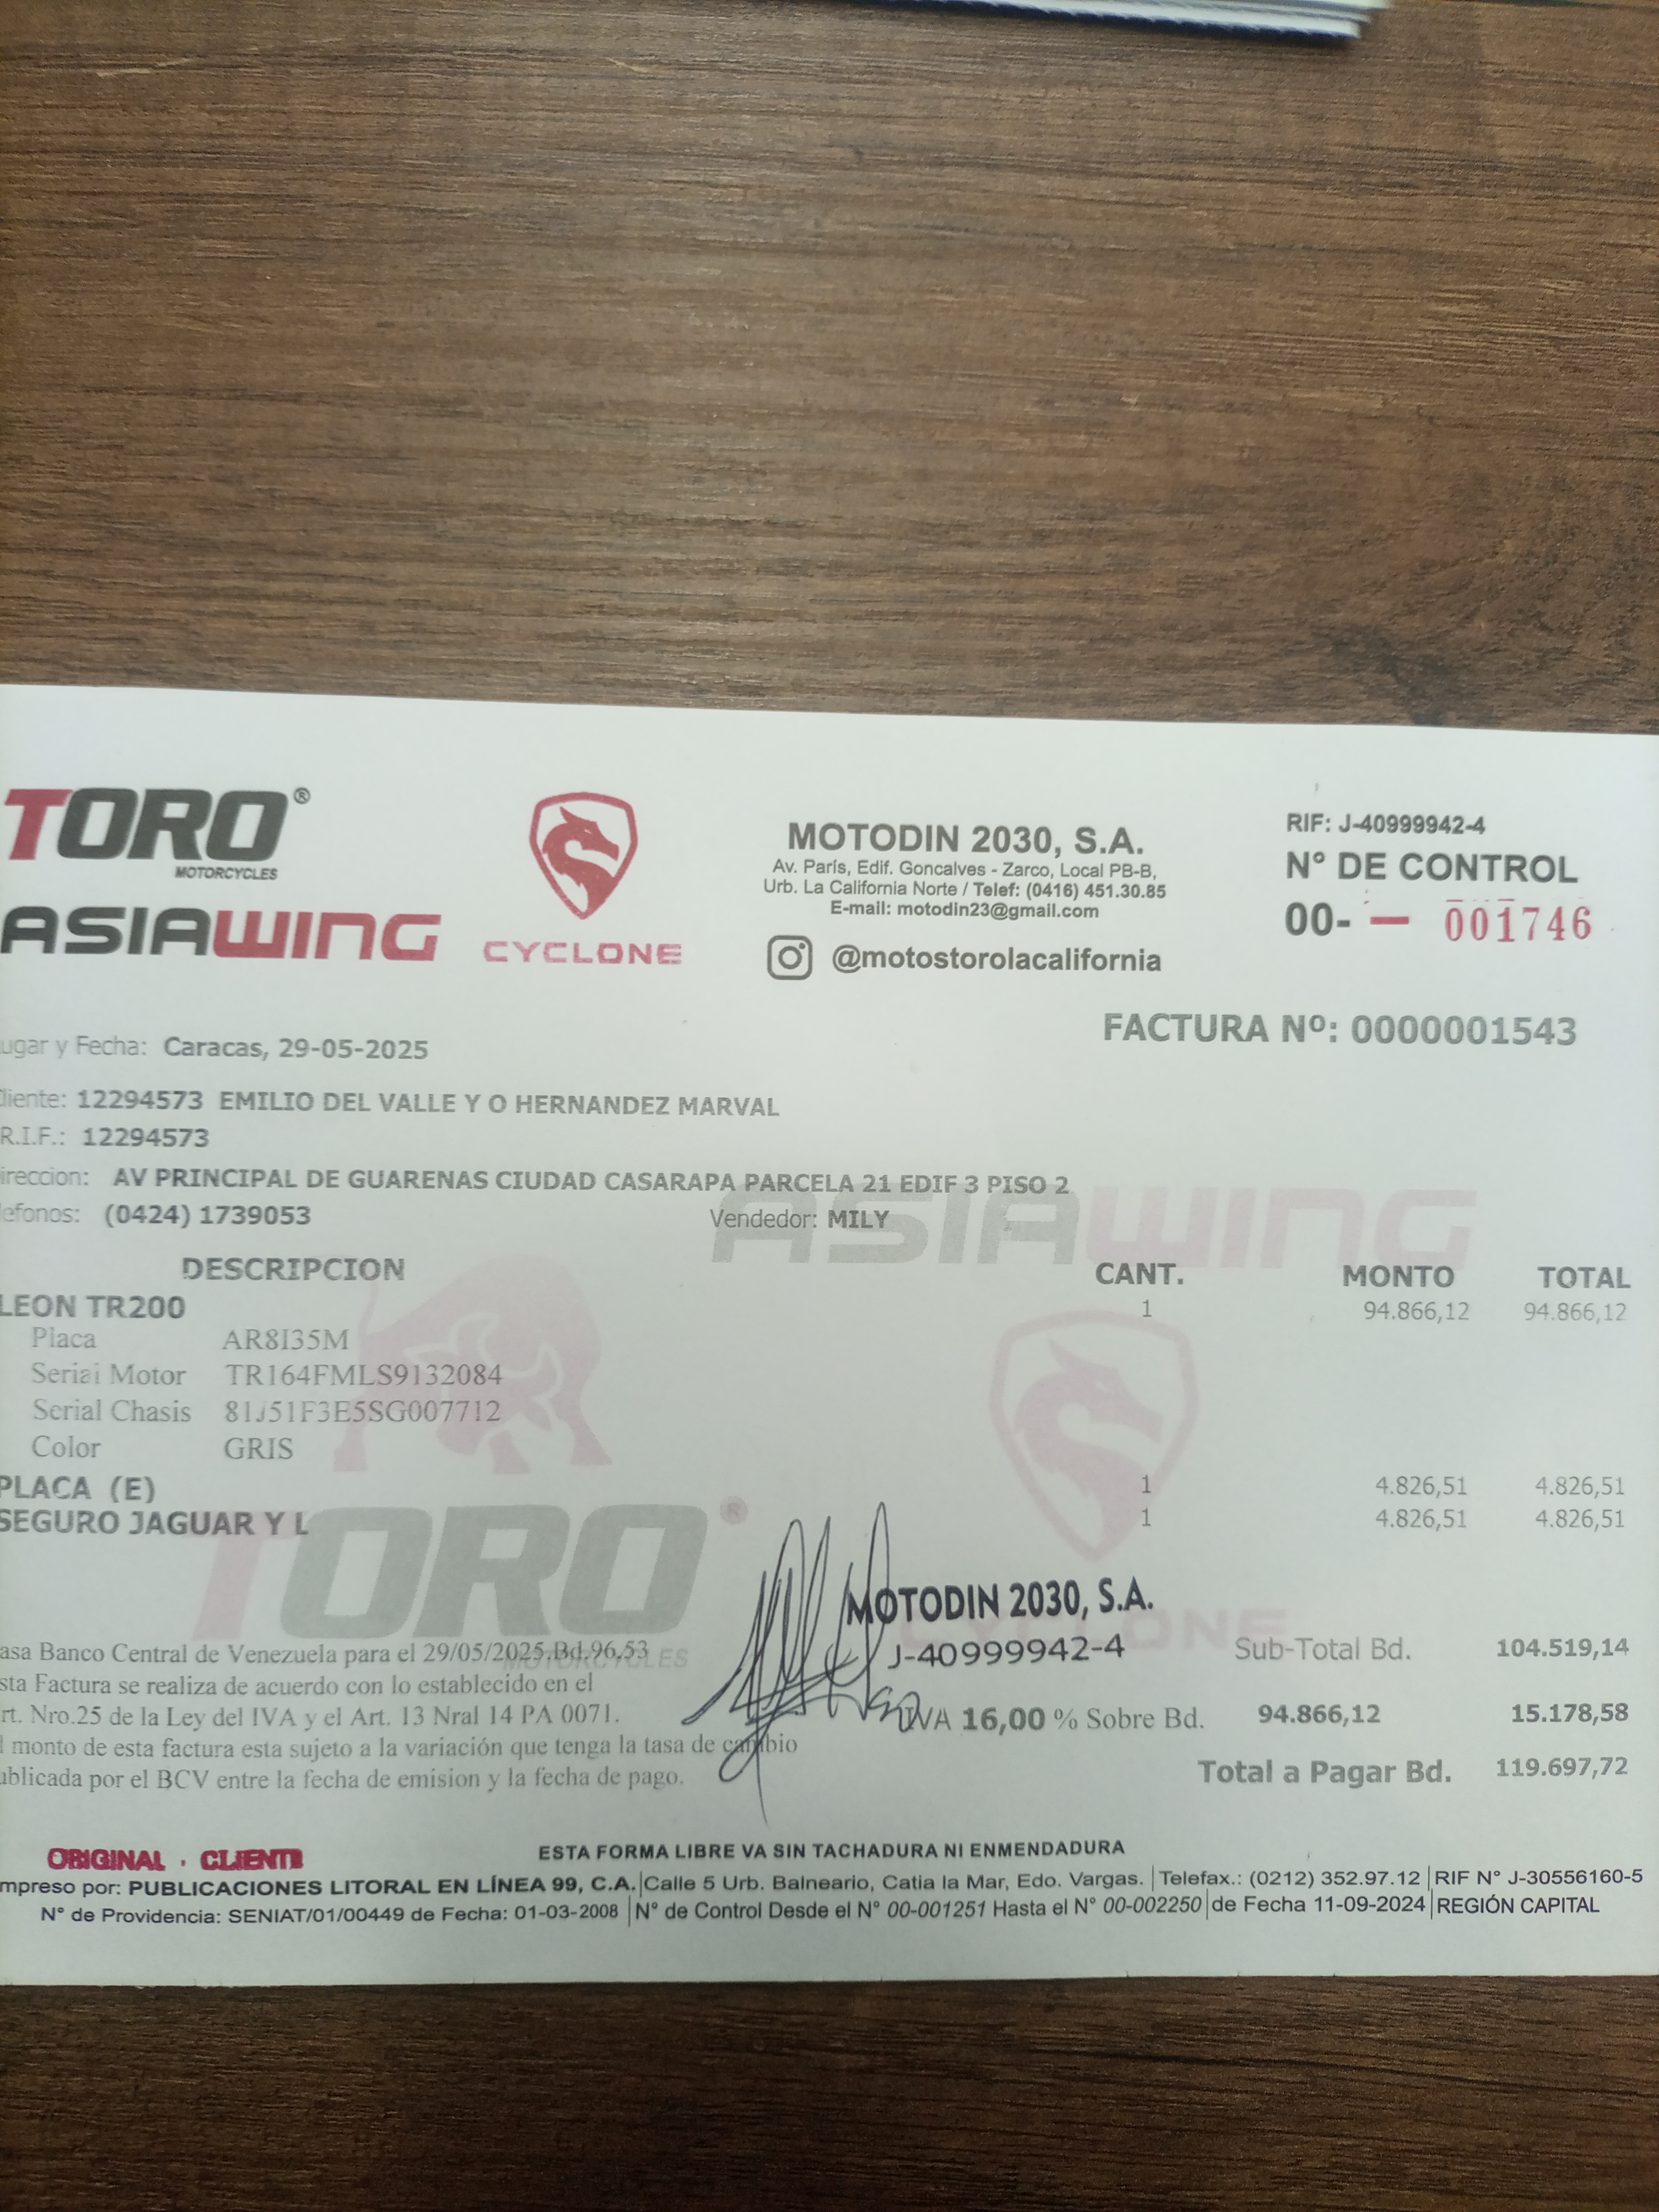 TORO®
MOTORCYCLES
ASIAWING
CYCLONE
MOTODIN 2030, S.A.
Av. París, Edif. Goncalves - Zarco, Local PB-B,
Urb. La California Norte / Telef: (0416) 451.30.85
E-mail: motodin23@gmail.com
@motostorolacalifornia
RIF: J-40999942-4
N° DE CONTROL
00- — 001746
FACTURA Nº: 0000001543
ugar y Fecha: Caracas, 29-05-2025
liente: 12294573 EMILIO DEL VALLE Y O HERNANDEZ MARVAL
R.I.F.: 12294573
ireccion: AV PRINCIPAL DE GUARENAS CIUDAD CASARAPA PARCELA 21 EDIF 3 PISO 2
efonos: (0424) 1739053 Vendedor: MILY
ASIAWING
DESCRIPCION CANT. MONTO TOTAL
LEON TR200 1 94.866,12 94.866,12
Placa AR8I35M
Serial Motor TR164FMLS9132084
Serial Chasis 81J51F3E5SG007712
Color GRIS
PLACA (E) 1 4.826,51 4.826,51
SEGURO JAGUAR Y L 1 4.826,51 4.826,51
TORO®
MOTORCYCLES
CYCLONE
MOTODIN 2030, S.A.
J-40999942-4
asa Banco Central de Venezuela para el 29/05/2025.Bd.96,53 Sub-Total Bd. 104.519,14
sta Factura se realiza de acuerdo con lo establecido en el
rt. Nro.25 de la Ley del IVA y el Art. 13 Nral 14 PA 0071. IVA 16,00 % Sobre Bd. 94.866,12 15.178,58
l monto de esta factura esta sujeto a la variación que tenga la tasa de cambio
ublicada por el BCV entre la fecha de emision y la fecha de pago. Total a Pagar Bd. 119.697,72
ORIGINAL · CLIENTE
ESTA FORMA LIBRE VA SIN TACHADURA NI ENMENDADURA
mpreso por: PUBLICACIONES LITORAL EN LÍNEA 99, C.A. Calle 5 Urb. Balneario, Catia la Mar, Edo. Vargas. Telefax.: (0212) 352.97.12 RIF N° J-30556160-5
N° de Providencia: SENIAT/01/00449 de Fecha: 01-03-2008 N° de Control Desde el N° 00-001251 Hasta el N° 00-002250 de Fecha 11-09-2024 REGIÓN CAPITAL